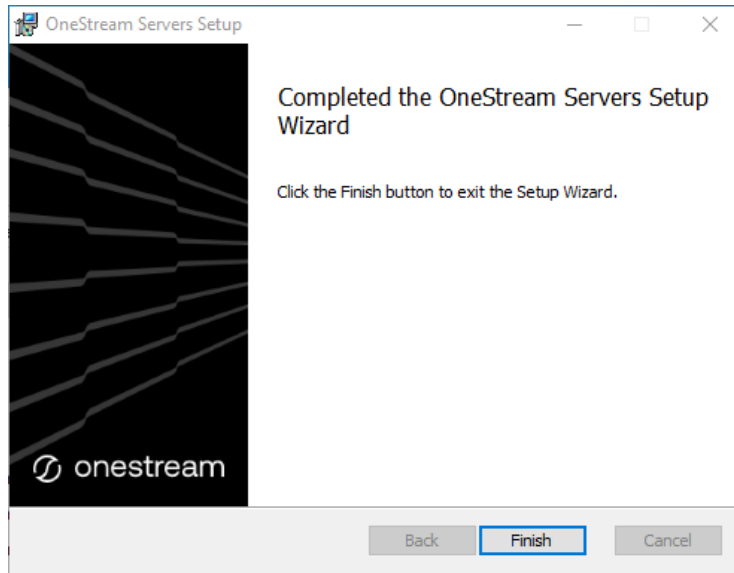 OneStream Servers Setup
Completed the OneStream Servers Setup
Wizard
Click the Finish button to exit the Setup Wizard.
onestream
Back
Finish
Cancel